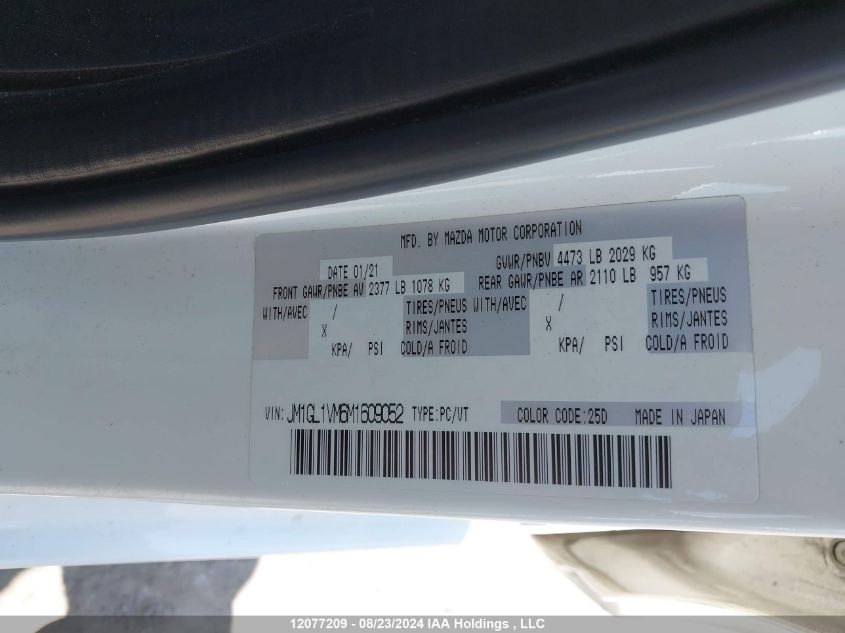 MFD. BY MAZDA MOTOR CORPORATION
DATE 01/21 GVWR/PNBV 4473 LB 2029 KG
FRONT GAWR/PNBE AV 2377 LB 1078 KG REAR GAWR/PNBE AR 2110 LB 957 KG
WITH/AVEC / TIRES/PNEUS WITH/AVEC / TIRES/PNEUS
X RIMS/JANTES X RIMS/JANTES
KPA/ PSI COLD/A FROID KPA/ PSI COLD/A FROID
VIN: JM1GL1VM6M1609052 TYPE:PC/VT COLOR CODE:25D MADE IN JAPAN
12077209 - 08/23/2024 IAA Holdings , LLC